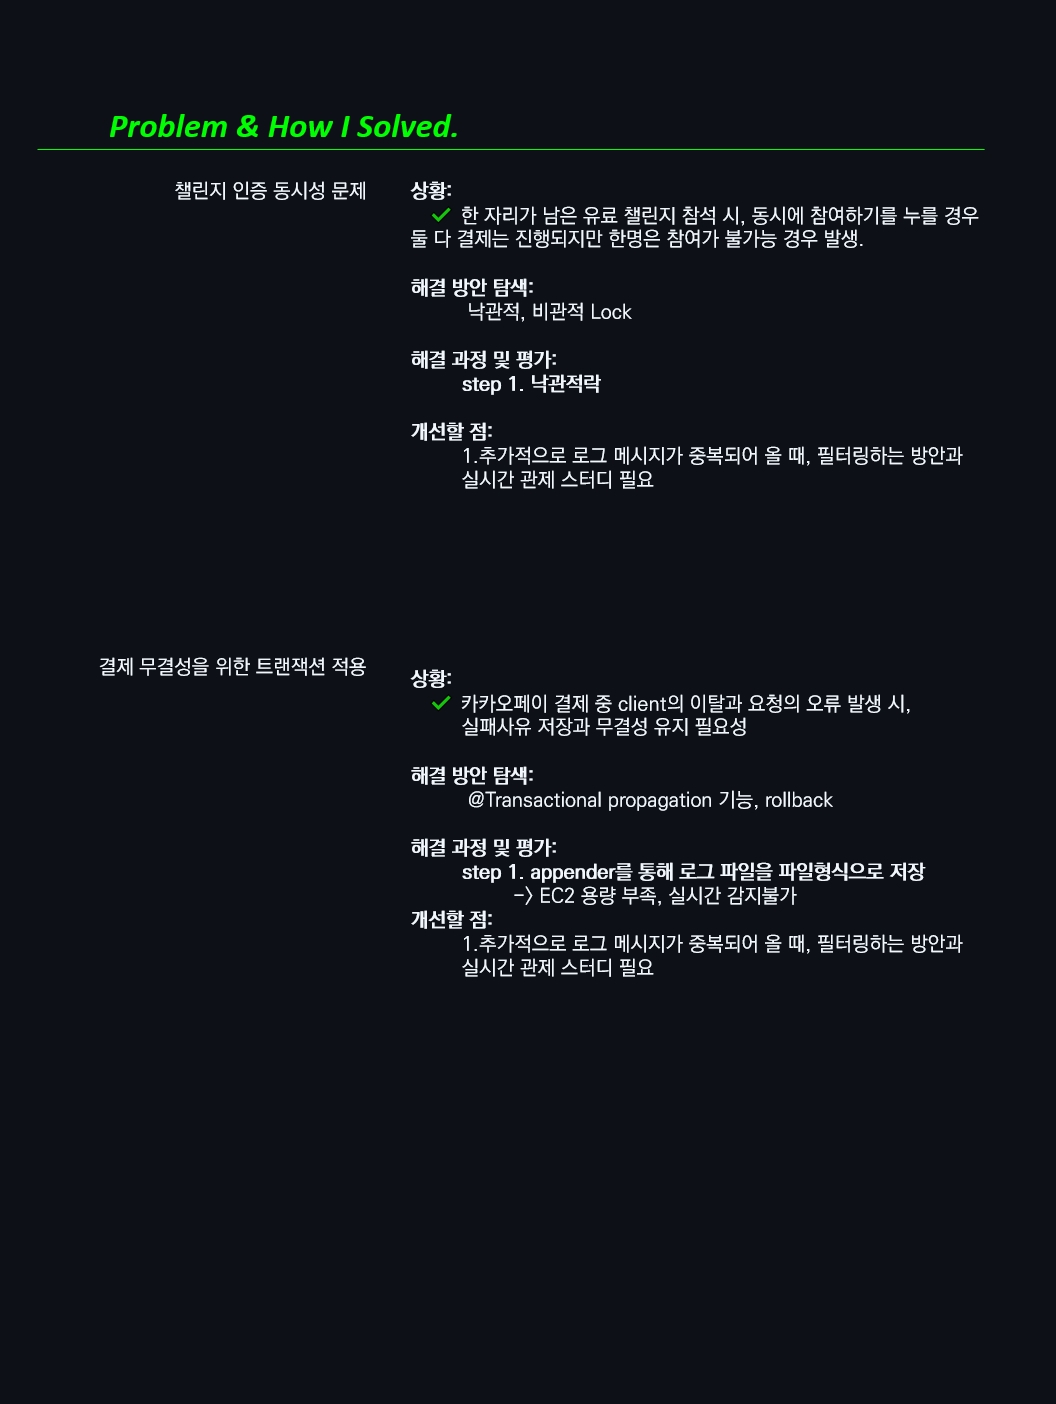 Problem & How I Solved.
챌린지 인증 동시성 문제
상황:
✓ 한 자리가 남은 유료 챌린지 참석 시, 동시에 참여하기를 누를 경우
둘 다 결제는 진행되지만 한명은 참여가 불가능 경우 발생.
해결 방안 탐색:
낙관적, 비관적 Lock
해결 과정 및 평가:
step 1. 낙관적락
개선할 점:
1.추가적으로 로그 메시지가 중복되어 올 때, 필터링하는 방안과
실시간 관제 스터디 필요
결제 무결성을 위한 트랜잭션 적용
상황:
✓ 카카오페이 결제 중 client의 이탈과 요청의 오류 발생 시,
실패사유 저장과 무결성 유지 필요성
해결 방안 탐색:
@Transactional propagation 기능, rollback
해결 과정 및 평가:
step 1. appender를 통해 로그 파일을 파일형식으로 저장
-> EC2 용량 부족, 실시간 감지불가
개선할 점:
1.추가적으로 로그 메시지가 중복되어 올 때, 필터링하는 방안과
실시간 관제 스터디 필요